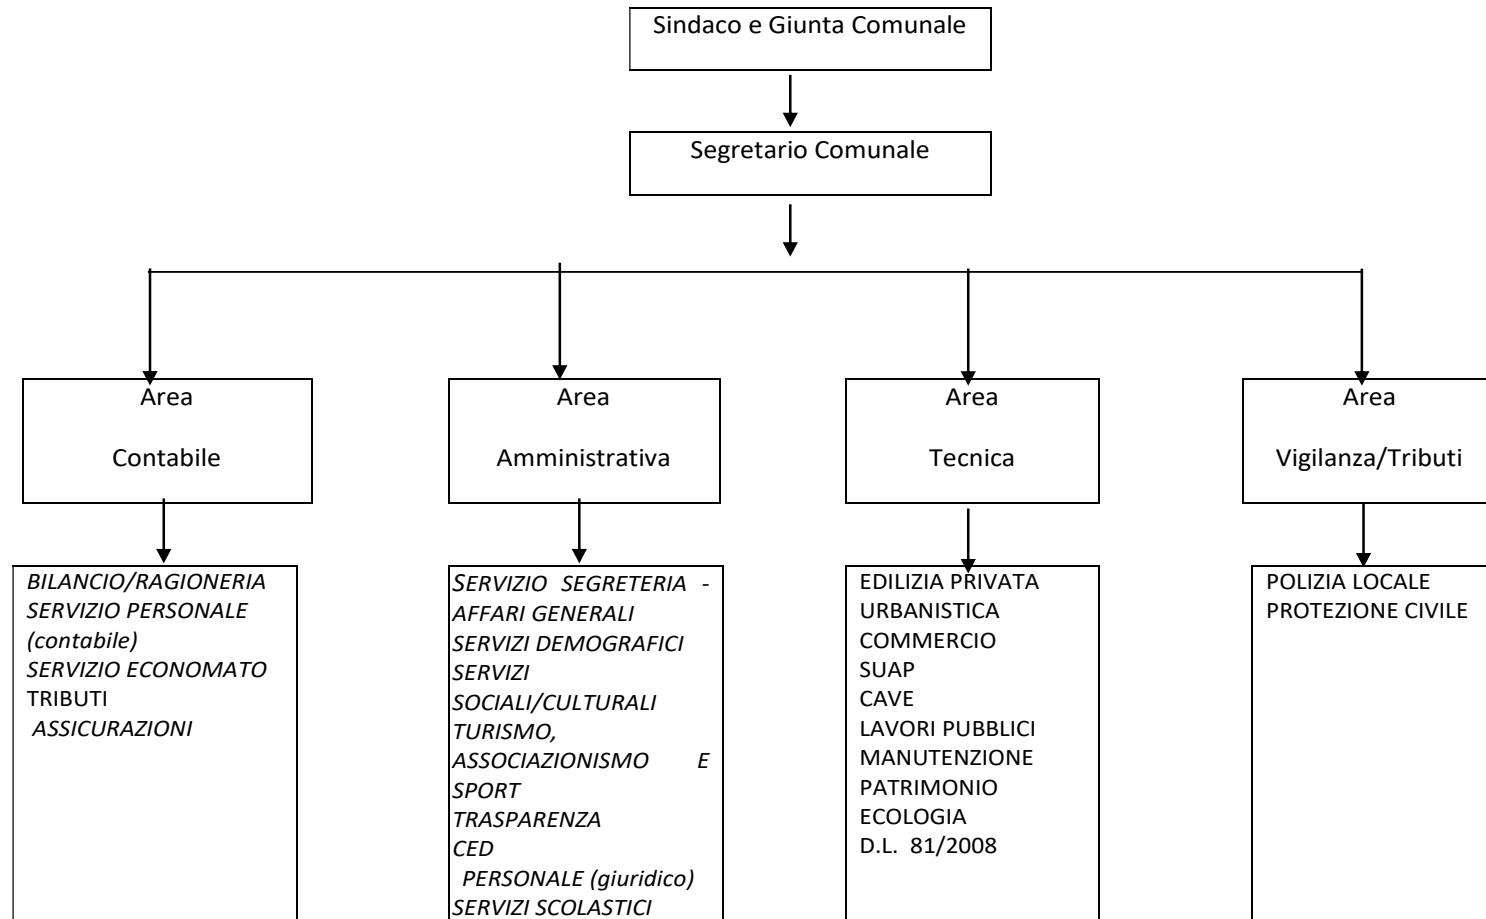 Sindaco e Giunta Comunale
Segretario Comunale
Area
Contabile
Area
Amministrativa
Area
Tecnica
Area
Vigilanza/Tributi
BILANCIO/RAGIONERIA
SERVIZIO PERSONALE
(contabile)
SERVIZIO ECONOMATO
TRIBUTI
ASSICURAZIONI
SERVIZIO SEGRETERIA -
AFFARI GENERALI
SERVIZI DEMOGRAFICI
SERVIZI
SOCIALI/CULTURALI
TURISMO,
ASSOCIAZIONISMO E
SPORT
TRASPARENZA
CED
PERSONALE (giuridico)
SERVIZI SCOLASTICI
EDILIZIA PRIVATA
URBANISTICA
COMMERCIO
SUAP
CAVE
LAVORI PUBBLICI
MANUTENZIONE
PATRIMONIO
ECOLOGIA
D.L. 81/2008
POLIZIA LOCALE
PROTEZIONE CIVILE